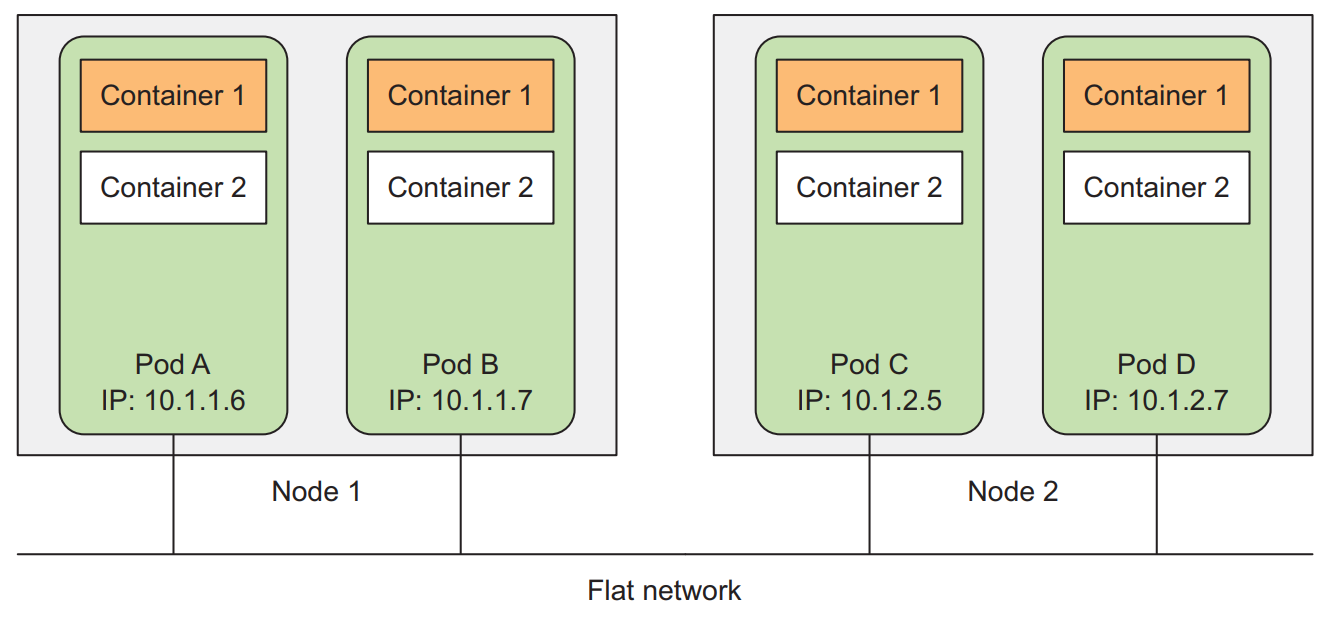 Container 1
Container 2
Pod A
IP: 10.1.1.6
Container 1
Container 2
Pod B
IP: 10.1.1.7
Node 1
Container 1
Container 2
Pod C
IP: 10.1.2.5
Container 1
Container 2
Pod D
IP: 10.1.2.7
Node 2
Flat network